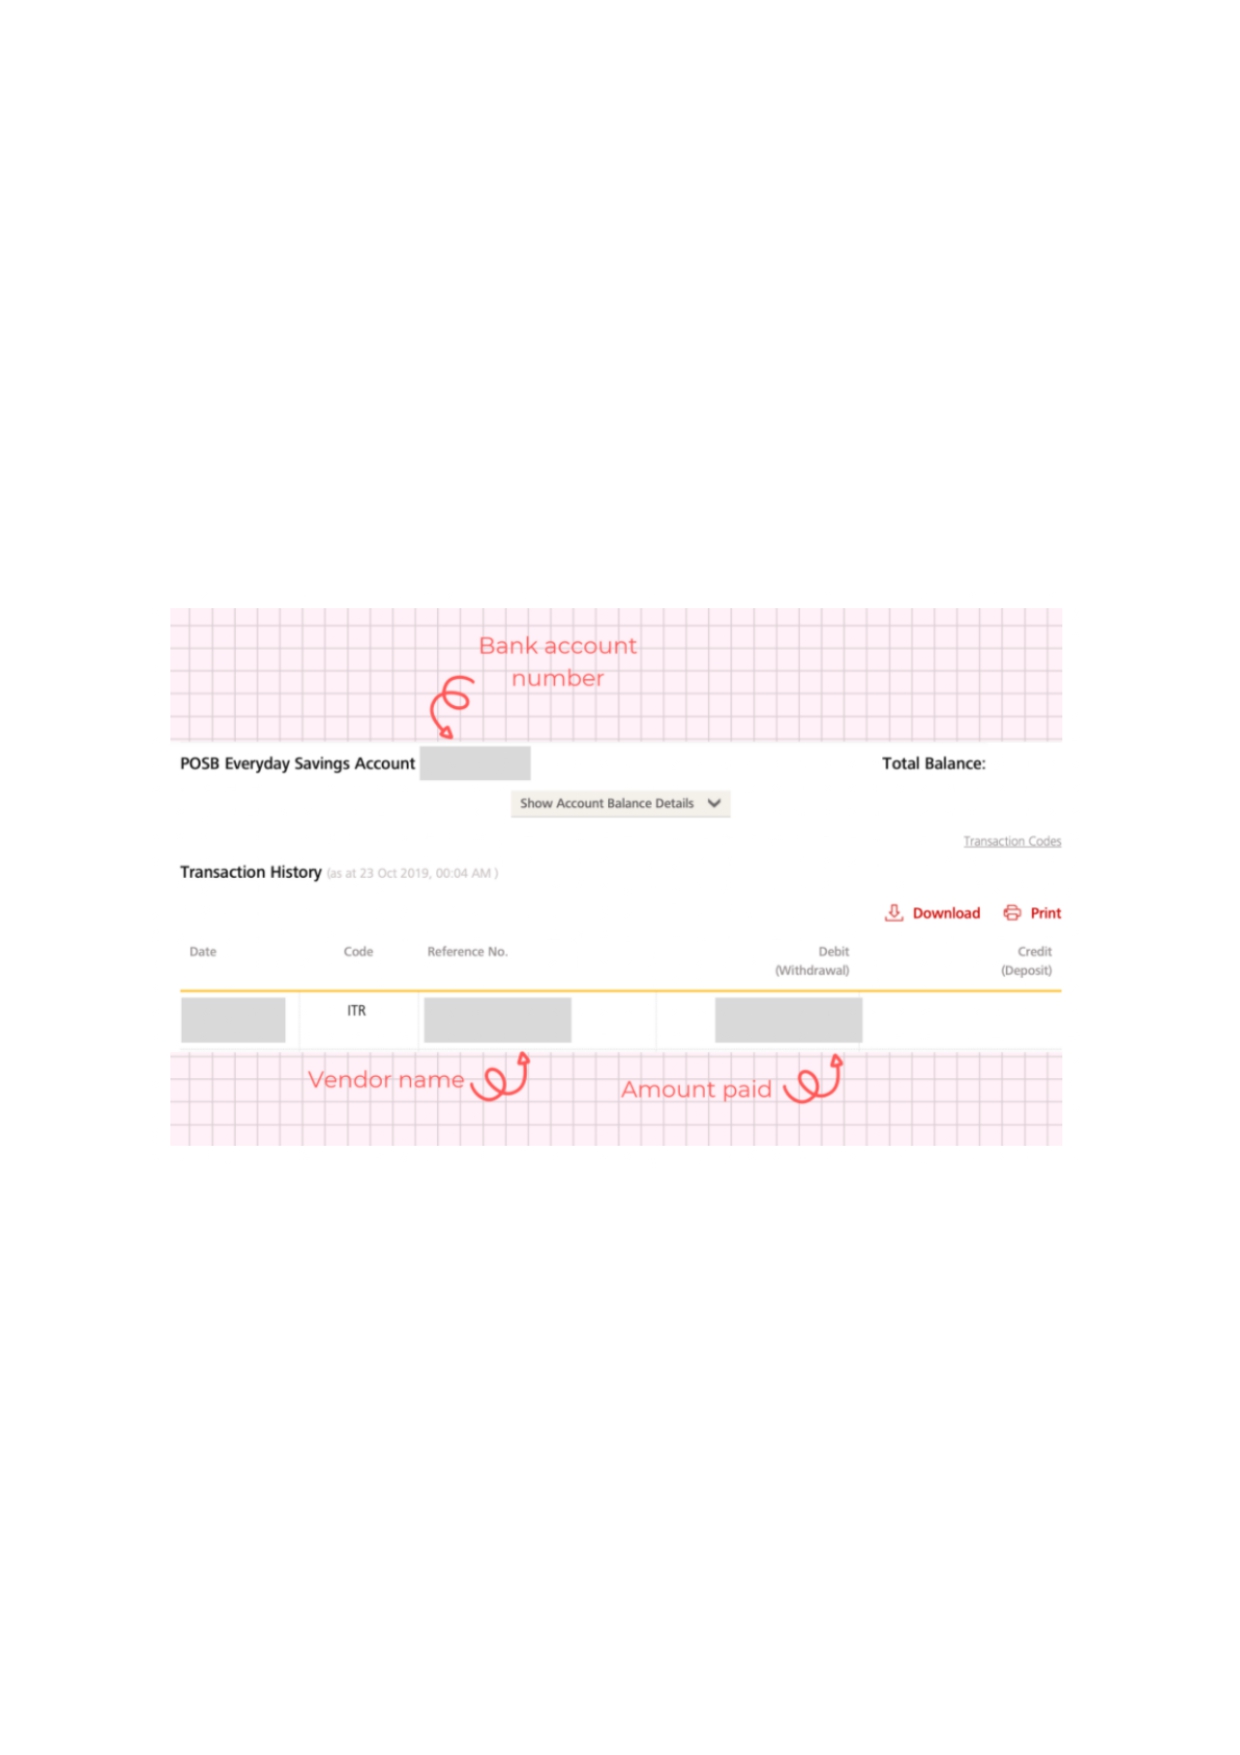 Bank account
number
POSB Everyday Savings Account
Total Balance:
Show Account Balance Details
Transaction Codes
Transaction History (as at 23 Oct 2019, 00:04 AM )
Download Print
Date Code Reference No. Debit Credit
(Withdrawal) (Deposit)
ITR
Vendor name
Amount paid